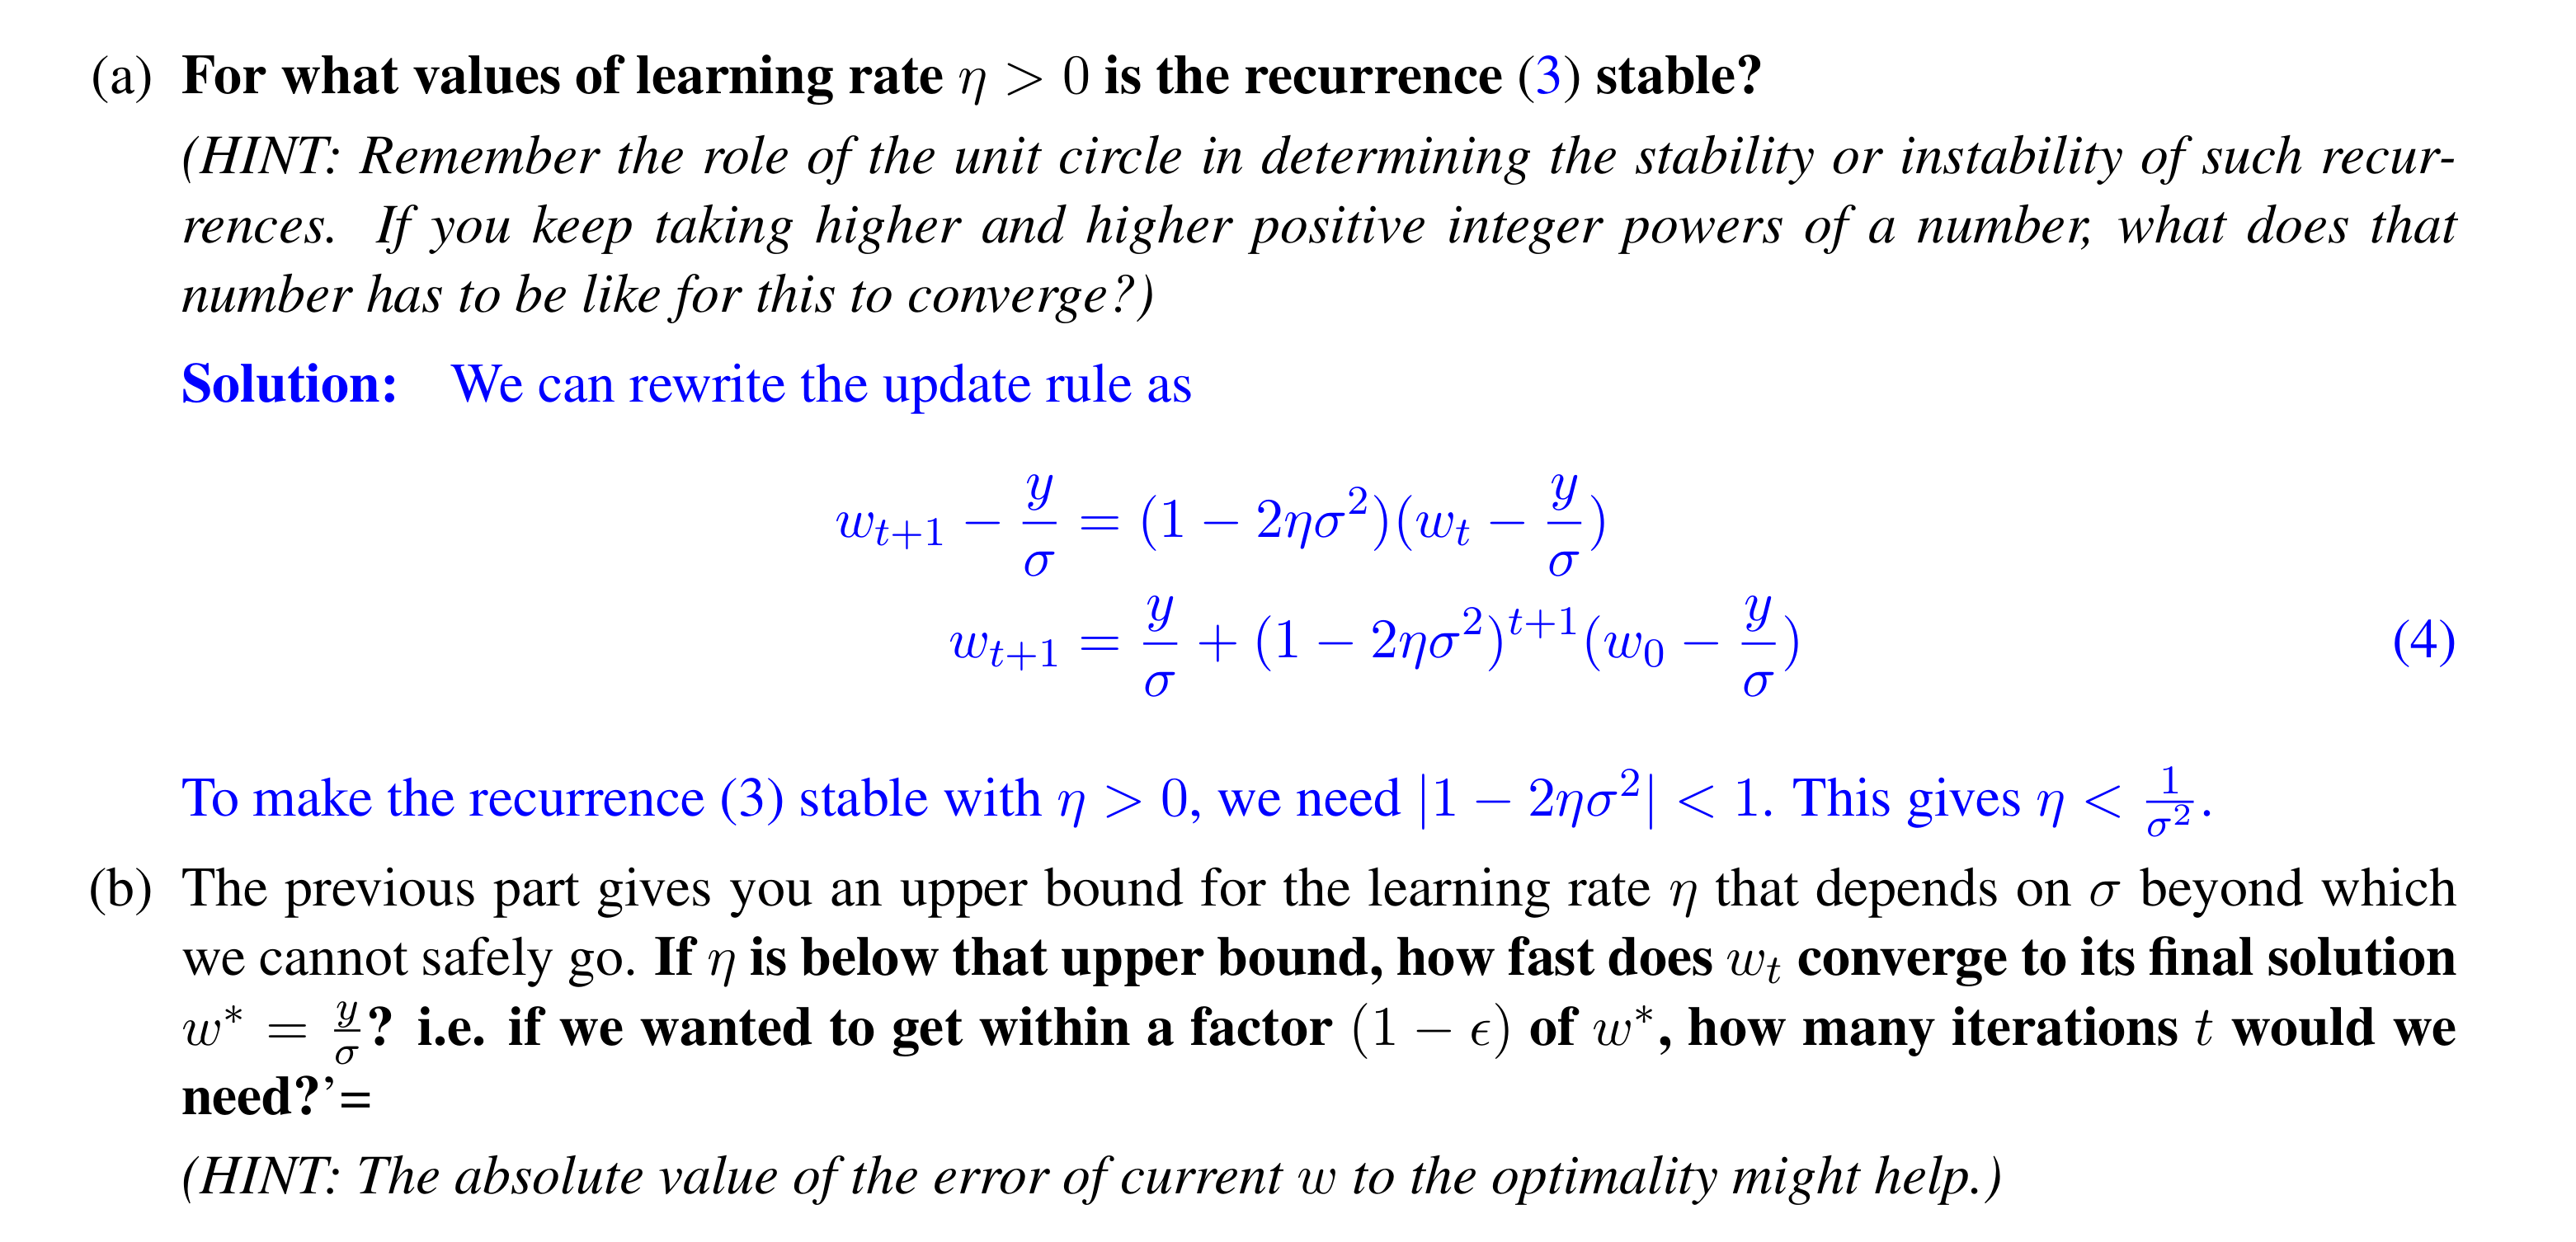 (a) For what values of learning rate η > 0 is the recurrence (3) stable?
(HINT: Remember the role of the unit circle in determining the stability or instability of such recur-
rences. If you keep taking higher and higher positive integer powers of a number, what does that
number has to be like for this to converge?)
Solution: We can rewrite the update rule as
$w_{t+1} - \frac{y}{\sigma} = (1 - 2\eta\sigma^2)(w_t - \frac{y}{\sigma})$
$w_{t+1} = \frac{y}{\sigma} + (1 - 2\eta\sigma^2)^{t+1}(w_0 - \frac{y}{\sigma})$ (4)
To make the recurrence (3) stable with η > 0, we need $|1 - 2\eta\sigma^2| < 1$. This gives $\eta < \frac{1}{\sigma^2}$.
(b) The previous part gives you an upper bound for the learning rate η that depends on σ beyond which
we cannot safely go. If η is below that upper bound, how fast does $w_t$ converge to its final solution
$w^* = \frac{y}{\sigma}$? i.e. if we wanted to get within a factor $(1 - \epsilon)$ of $w^*$, how many iterations $t$ would we
need?’=
(HINT: The absolute value of the error of current $w$ to the optimality might help.)